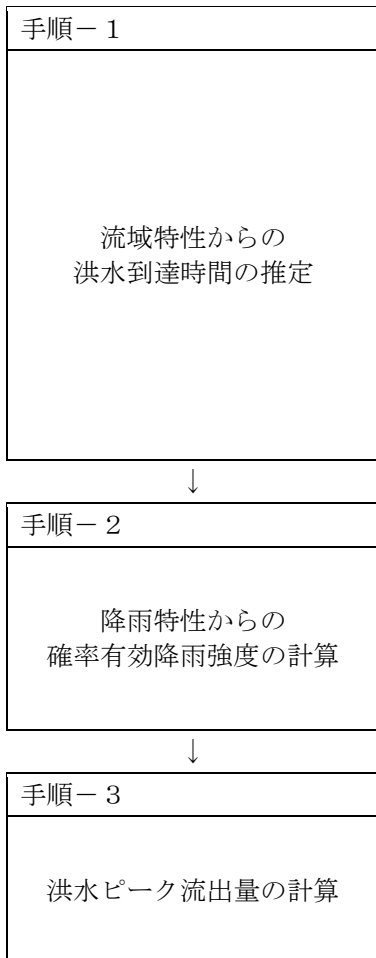 手順－１
流域特性からの
洪水到達時間の推定
↓
手順－２
降雨特性からの
確率有効降雨強度の計算
↓
手順－３
洪水ピーク流出量の計算